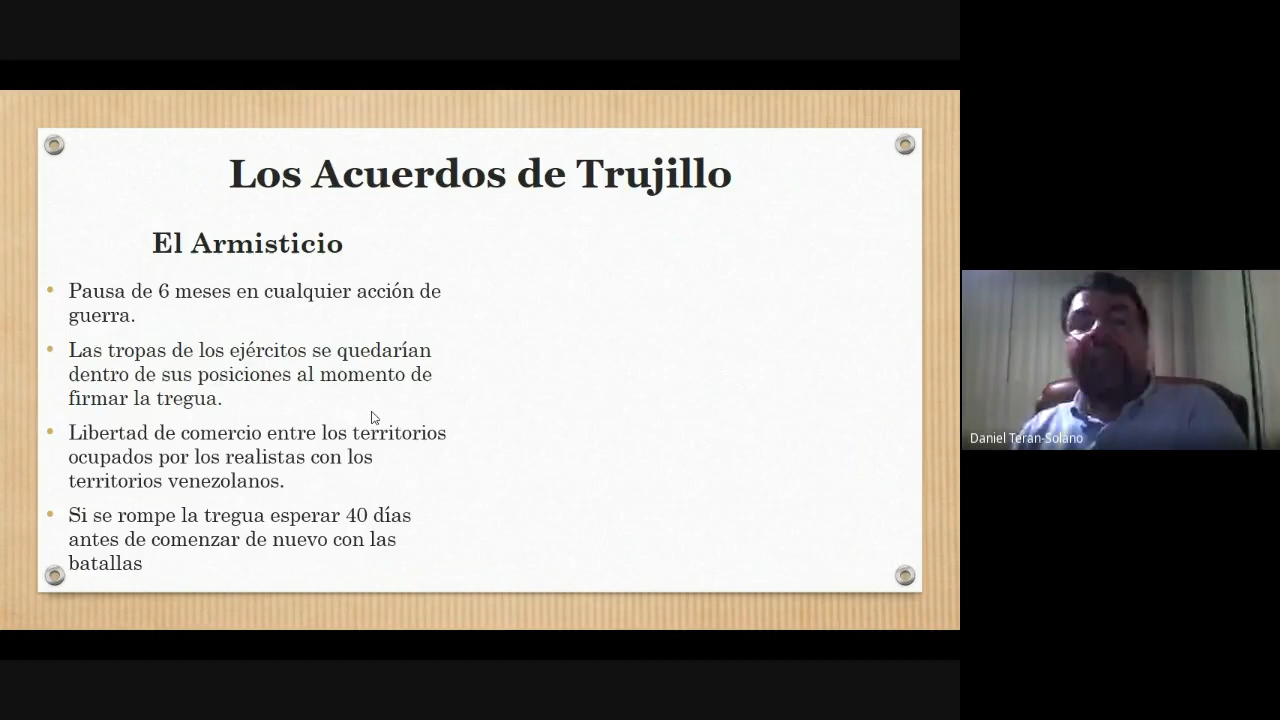 Los Acuerdos de Trujillo
El Armisticio
• Pausa de 6 meses en cualquier acción de
guerra.
• Las tropas de los ejércitos se quedarían
dentro de sus posiciones al momento de
firmar la tregua.
• Libertad de comercio entre los territorios
ocupados por los realistas con los
territorios venezolanos.
• Si se rompe la tregua esperar 40 días
antes de comenzar de nuevo con las
batallas
Daniel Teran-Solano